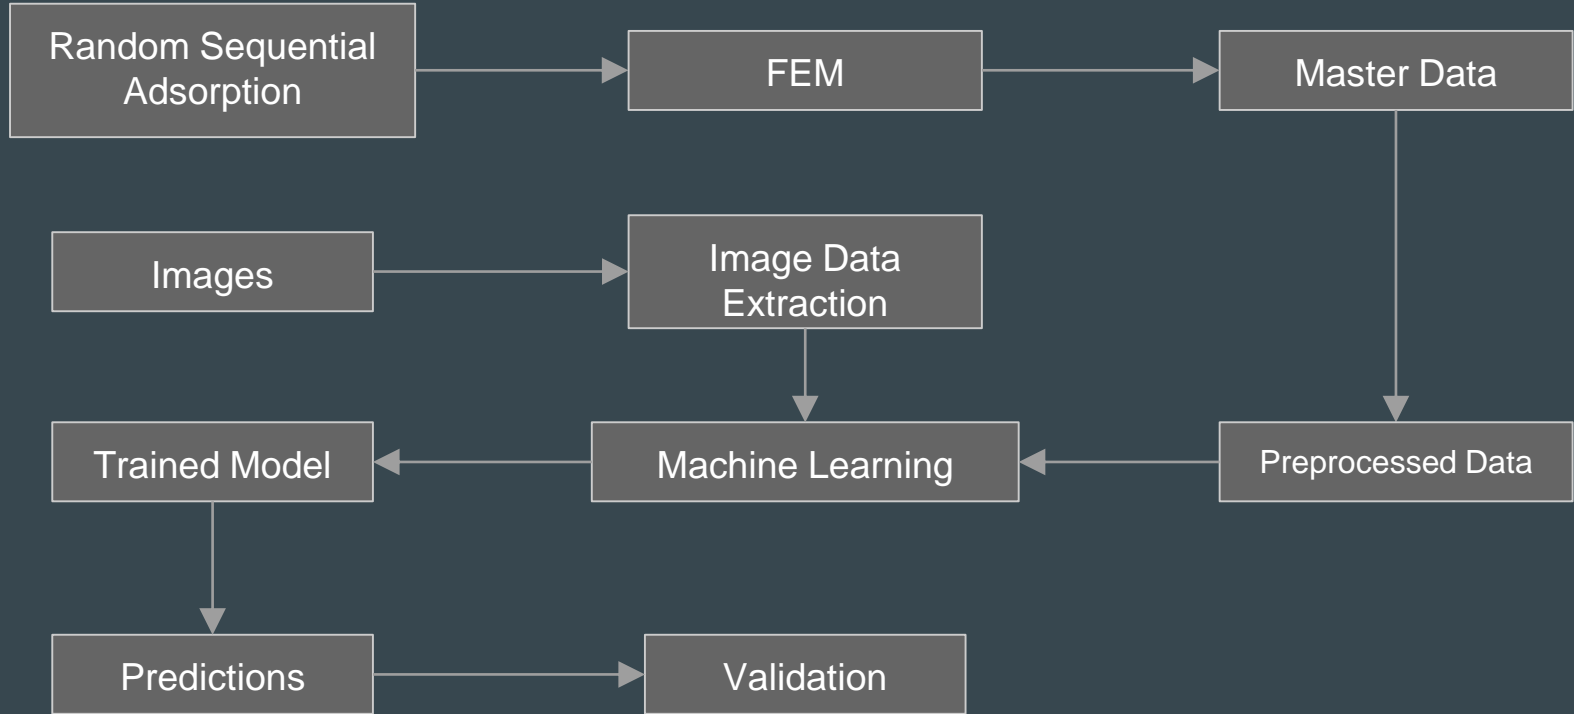 Random Sequential
Adsorption
FEM
Master Data
Images
Image Data
Extraction
Trained Model
Machine Learning
Preprocessed Data
Predictions
Validation